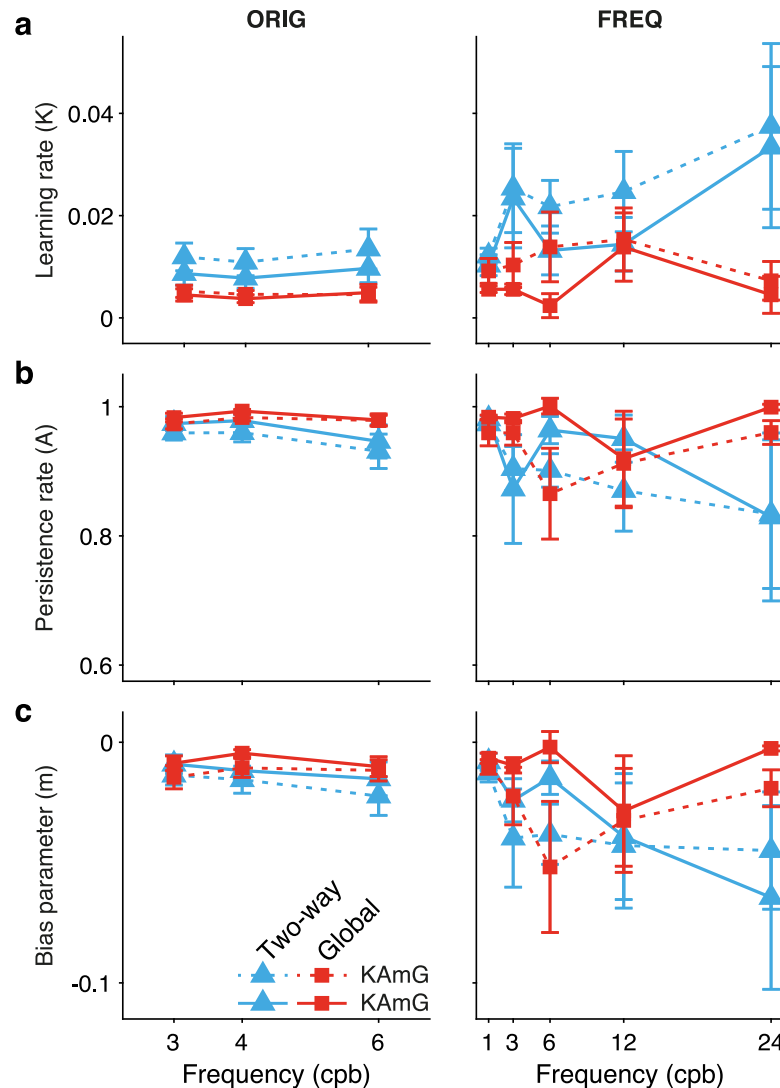 ORIG
FREQ
a
Learning rate (K)
0.04
0.02
0
b
Persistence rate (A)
1
0.8
0.6
c
Bias parameter (m)
0
-0.1
Two-way
Global
KAmG
KAmG
3 4 6
1 3 6 12 24
Frequency (cpb)
Frequency (cpb)